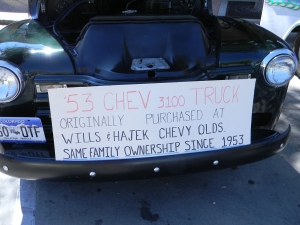 '53 CHEV 3100 TRUCK
ORIGINALLY PURCHASED AT
WILLS & HAJEK CHEVY OLDS.
SAME FAMILY OWNERSHIP SINCE 1953